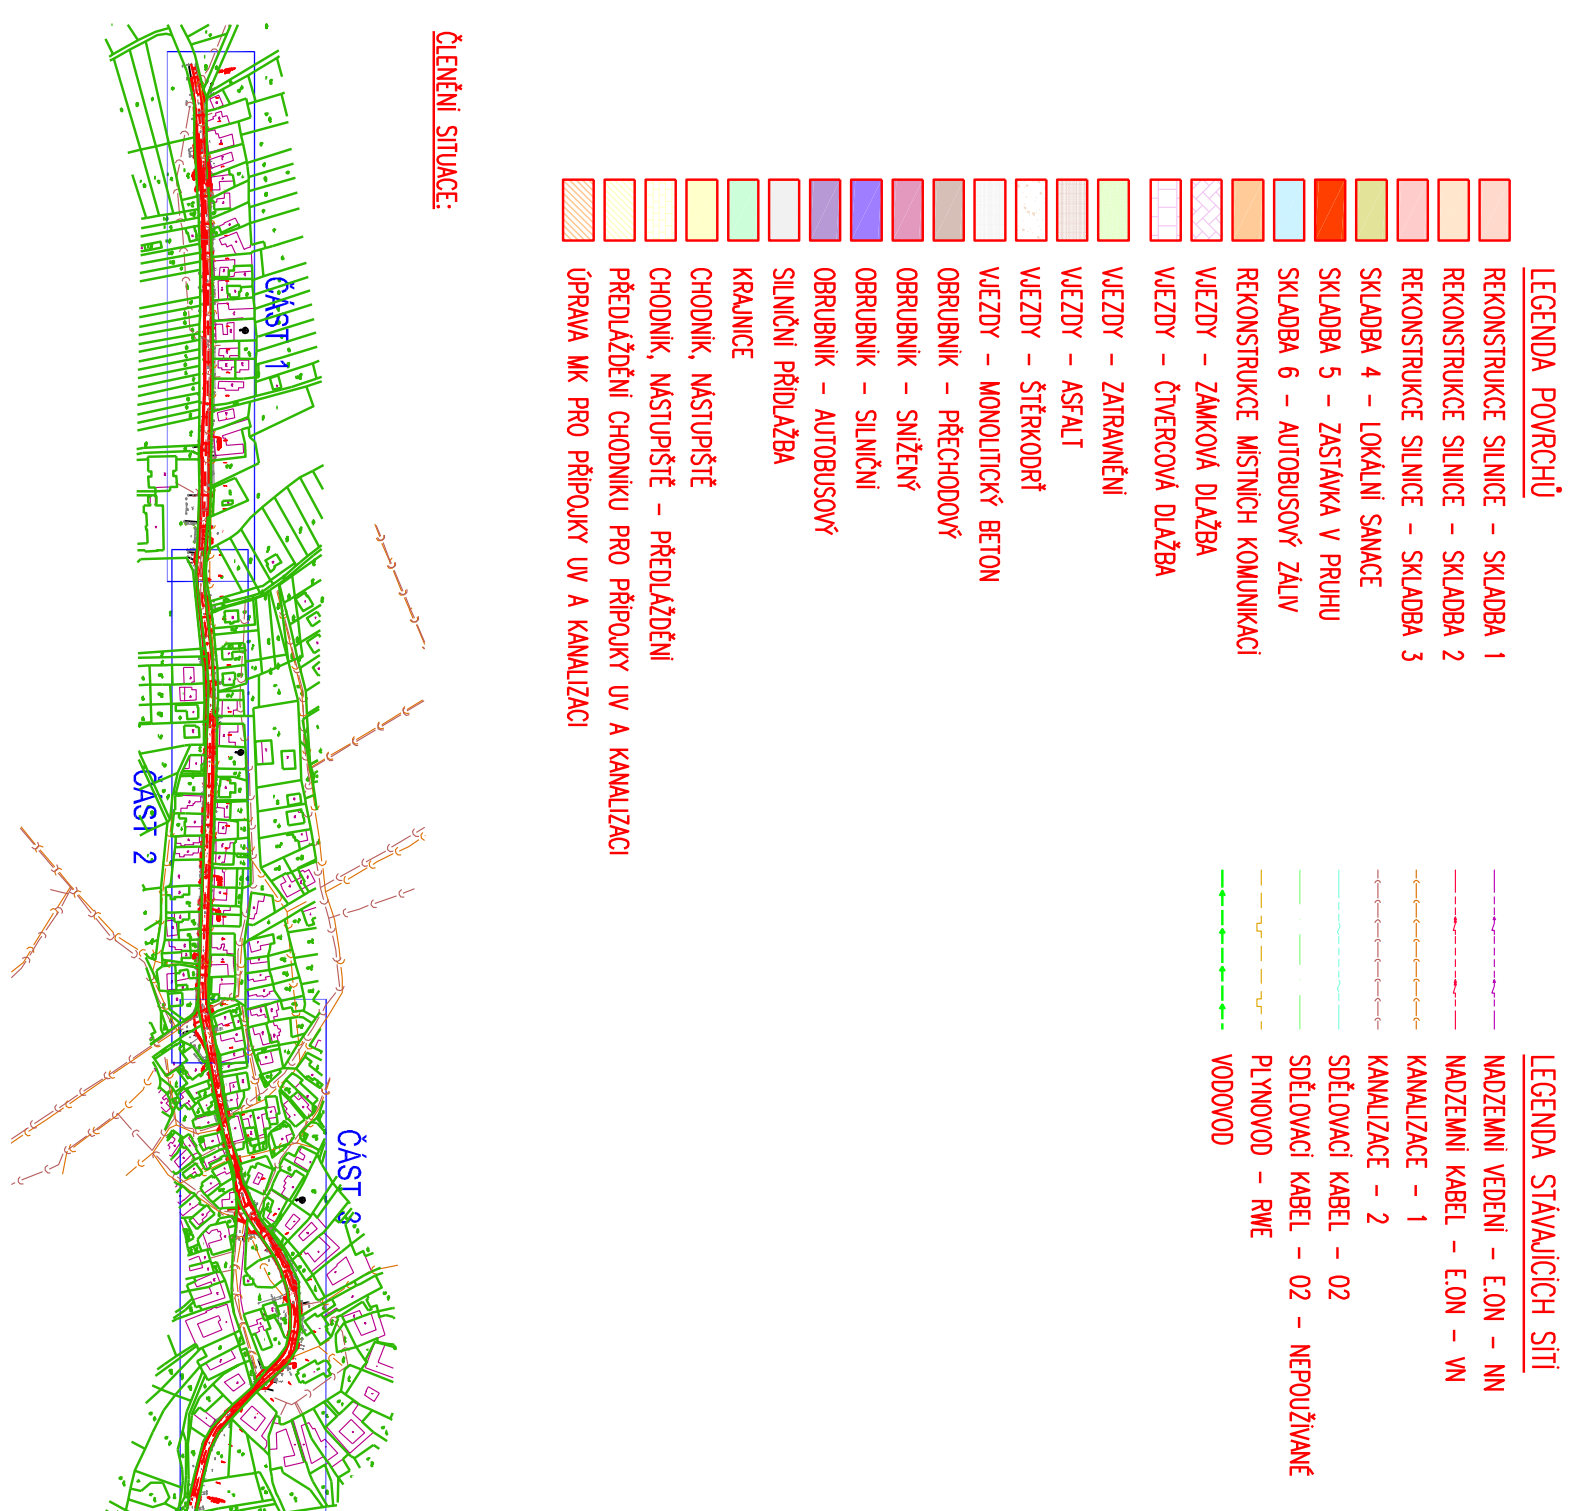 LEGENDA POVRCHŮ
REKONSTRUKCE SILNICE – SKLADBA 1
REKONSTRUKCE SILNICE – SKLADBA 2
REKONSTRUKCE SILNICE – SKLADBA 3
SKLADBA 4 – LOKÁLNÍ SANACE
SKLADBA 5 – ZASTÁVKA V PRUHU
SKLADBA 6 – AUTOBUSOVÝ ZÁLIV
REKONSTRUKCE MÍSTNÍCH KOMUNIKACÍ
VJEZDY – ZÁMKOVÁ DLAŽBA
VJEZDY – ČTVERCOVÁ DLAŽBA
VJEZDY – ZATRAVNĚNÍ
VJEZDY – ASFALT
VJEZDY – ŠTĚRKODRŤ
VJEZDY – MONOLITICKÝ BETON
OBRUBNÍK – PŘECHODOVÝ
OBRUBNÍK – SNÍŽENÝ
OBRUBNÍK – SILNIČNÍ
OBRUBNÍK – AUTOBUSOVÝ
SILNIČNÍ PŘÍDLAŽBA
KRAJNICE
CHODNÍK, NÁSTUPIŠTĚ
CHODNÍK, NÁSTUPIŠTĚ – PŘEDLÁŽDĚNÍ
PŘEDLÁŽDĚNÍ CHODNÍKU PRO PŘÍPOJKY UV A KANALIZACI
ÚPRAVA MK PRO PŘÍPOJKY UV A KANALIZACI
LEGENDA STÁVAJÍCÍCH SÍTÍ
NADZEMNÍ VEDENÍ – E.ON – NN
NADZEMNÍ KABEL – E.ON – VN
KANALIZACE – 1
KANALIZACE – 2
SDĚLOVACÍ KABEL – O2
SDĚLOVACÍ KABEL – O2 – NEPOUŽÍVANÉ
PLYNOVOD – RWE
VODOVOD
ČLENĚNÍ SITUACE:
ČÁST 1
ČÁST 2
ČÁST 3